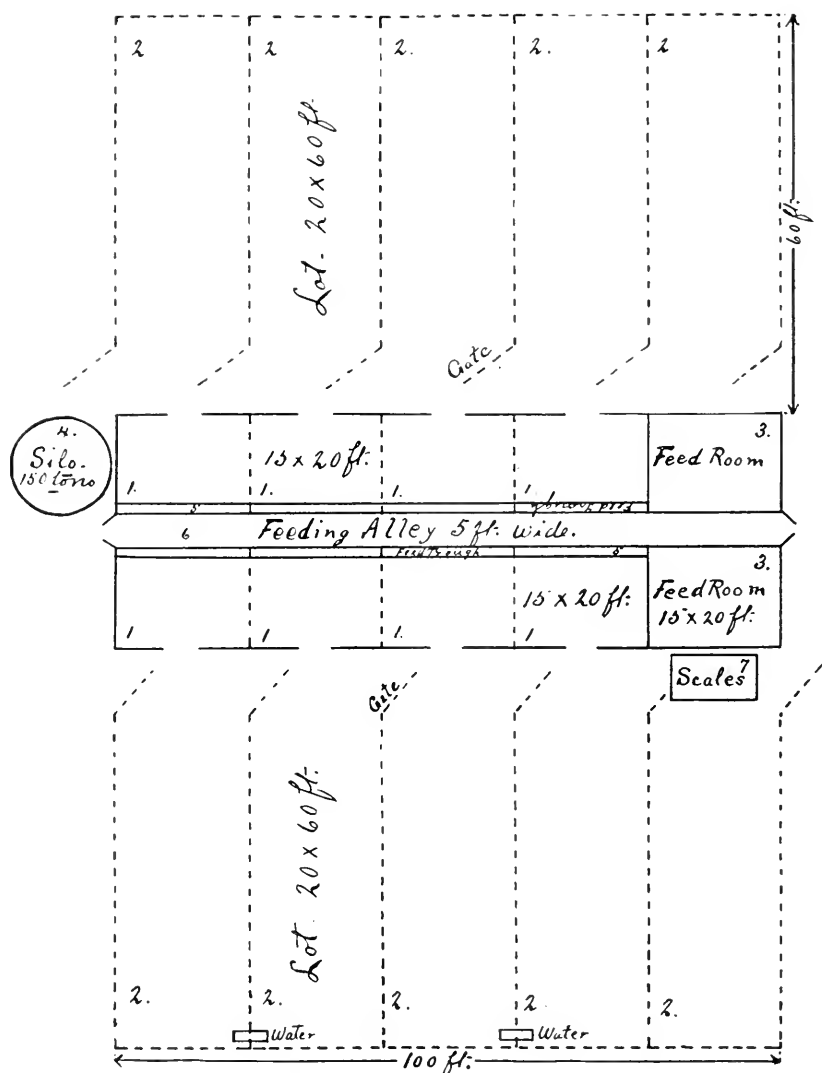 2 2 2. 2. 2
Lot. 20 x 60 ft.
60 ft.
Gate
4.
Silo.
150 tons
15 x 20 ft.
3.
Feed Room
1. 1. 1. 1.
5 Feed Trough
6 Feeding Alley 5 ft. wide.
Feed Trough 5
3.
15 x 20 ft.
Feed Room
15 x 20 ft.
1 1 1. 1
Scales 7
Gate
Lot. 20 x 60 ft.
2. 2. 2. 2. 2.
Water Water
100 ft.